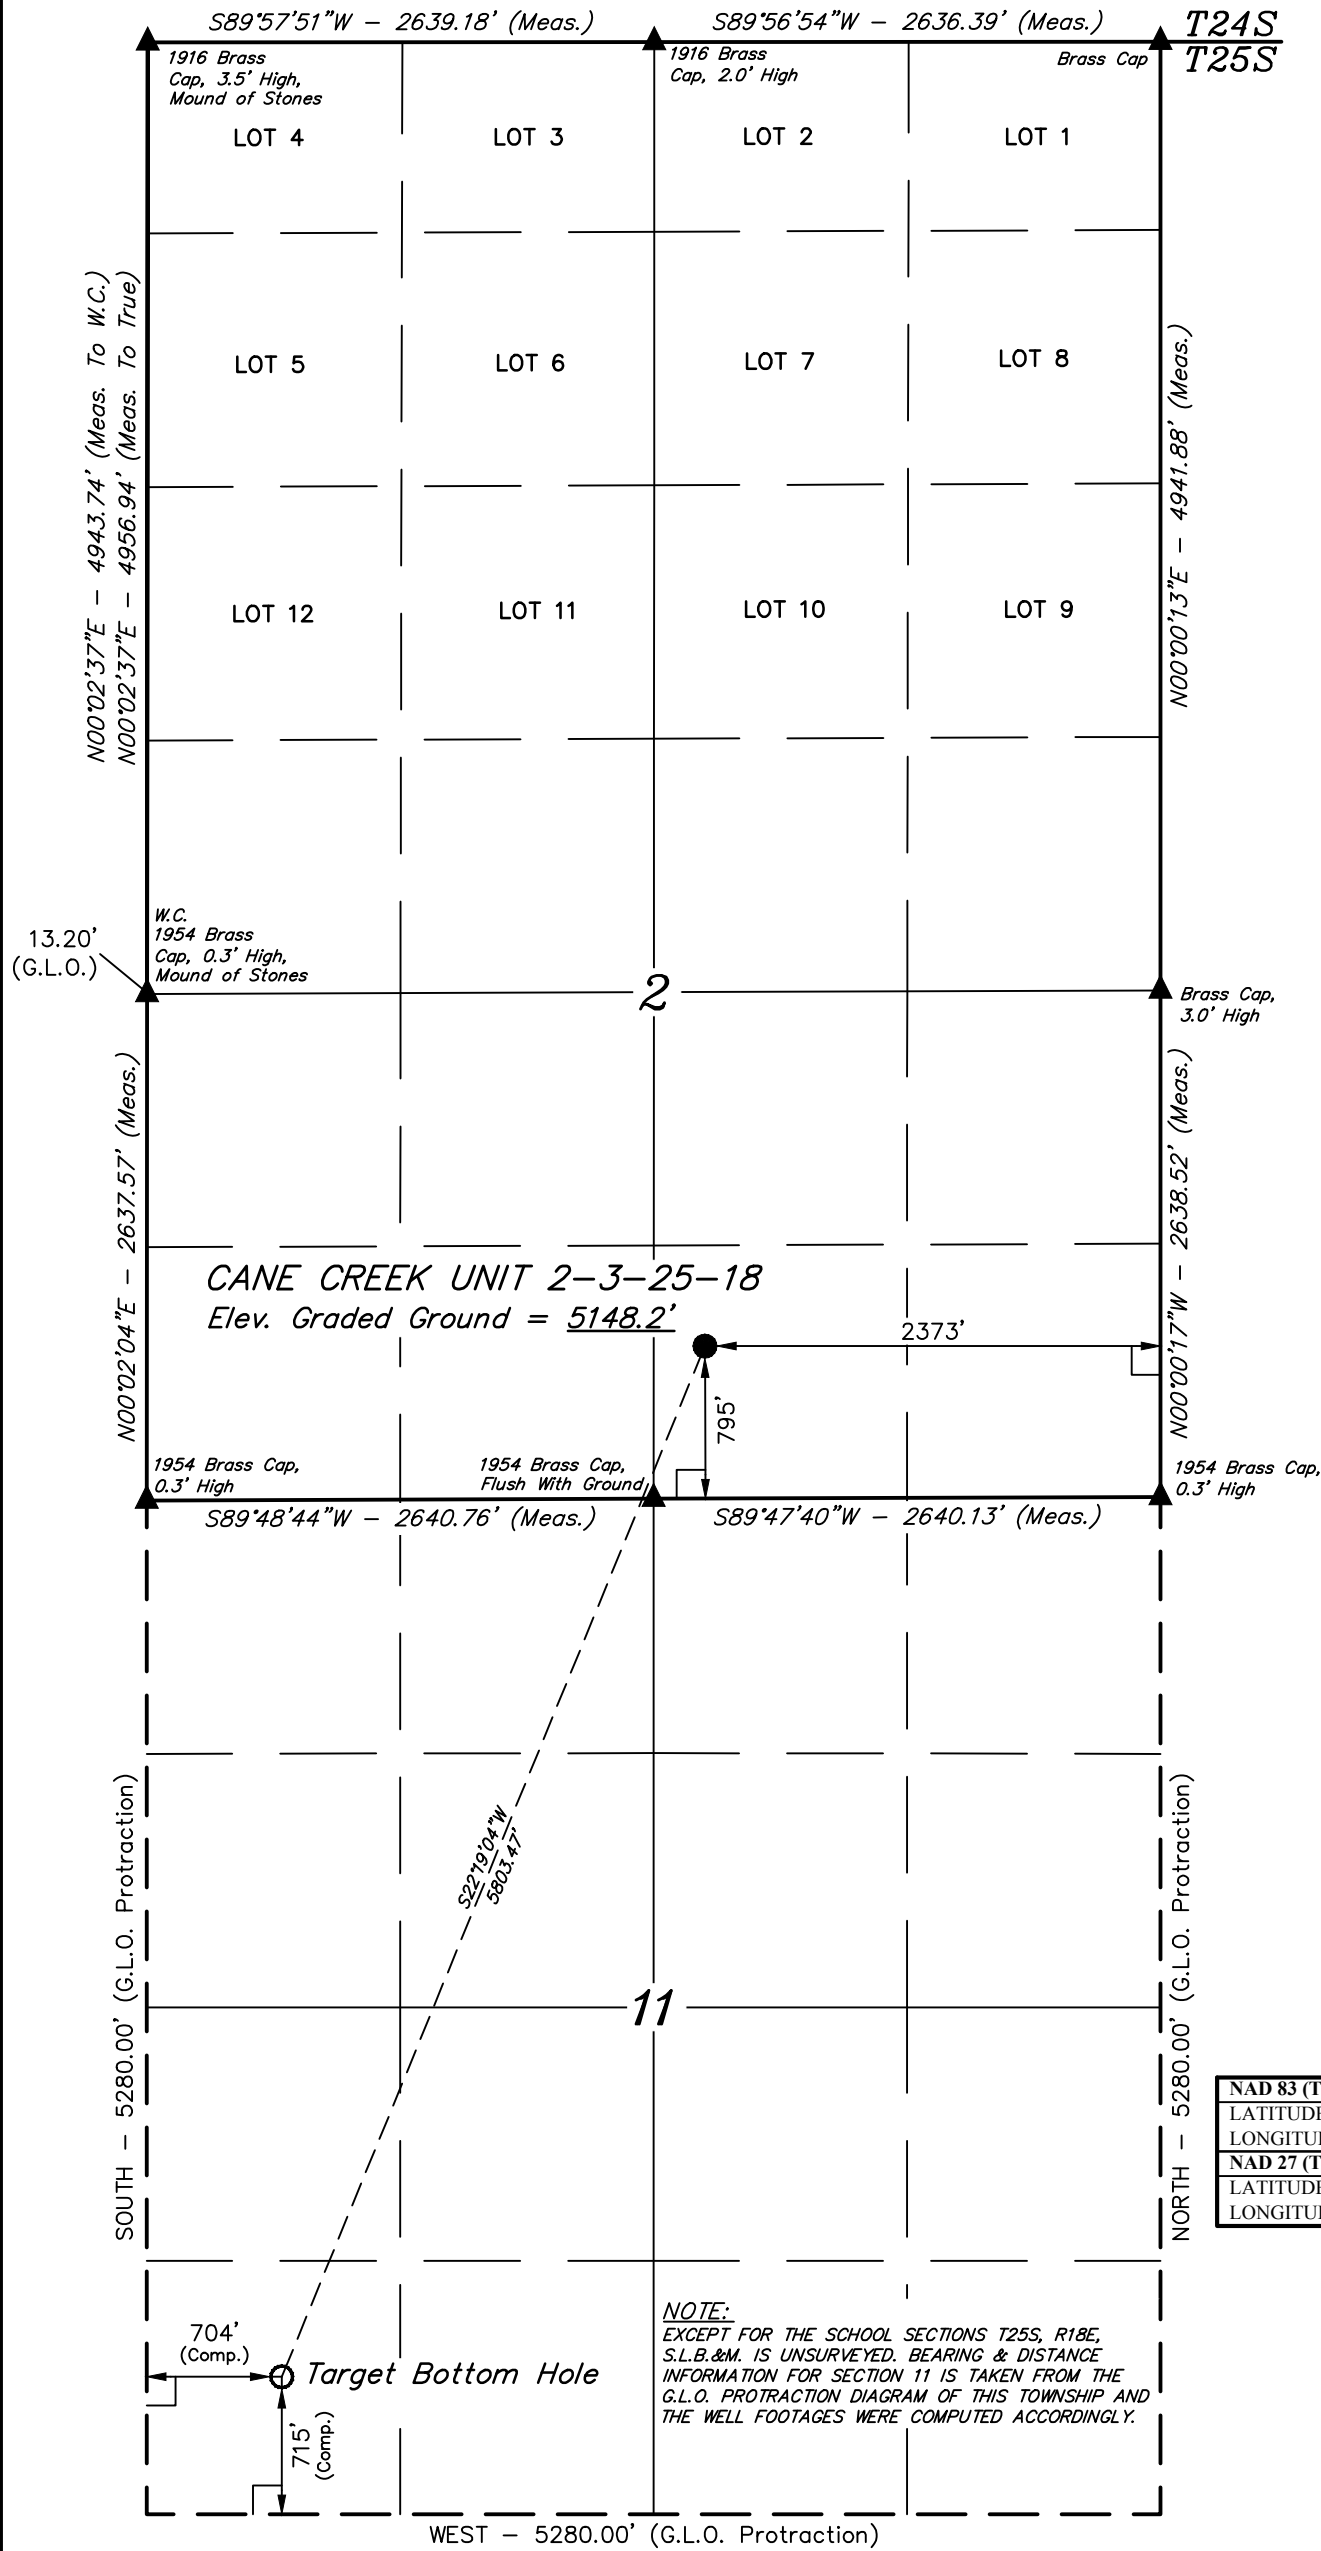 S89°57'51"W – 2639.18' (Meas.)
S89°56'54"W – 2636.39' (Meas.)
T24S
T25S
1916 Brass
Cap, 3.5' High,
Mound of Stones
1916 Brass
Cap, 2.0' High
Brass Cap
LOT 4
LOT 3
LOT 2
LOT 1
N00°02'37"E – 4943.74' (Meas. To W.C.)
N00°02'37"E – 4956.94' (Meas. To True)
N00°00'13"E – 4941.88' (Meas.)
LOT 5
LOT 6
LOT 7
LOT 8
LOT 12
LOT 11
LOT 10
LOT 9
13.20'
(G.L.O.)
W.C.
1954 Brass
Cap, 0.3' High,
Mound of Stones
2
Brass Cap,
3.0' High
N00°02'04"E – 2637.57' (Meas.)
N00°00'17"W – 2638.52' (Meas.)
CANE CREEK UNIT 2-3-25-18
Elev. Graded Ground = 5148.2'
2373'
795'
1954 Brass Cap,
0.3' High
1954 Brass Cap,
Flush With Ground
1954 Brass Cap,
0.3' High
S89°48'44"W – 2640.76' (Meas.)
S89°47'40"W – 2640.13' (Meas.)
S22°19'04"W
5803.47'
SOUTH – 5280.00' (G.L.O. Protraction)
NORTH – 5280.00' (G.L.O. Protraction)
11
NAD 83 (T
LATITUDE
LONGITU
NAD 27 (T
LATITUDE
LONGITU
704'
(Comp.)
Target Bottom Hole
715'
(Comp.)
NOTE:
EXCEPT FOR THE SCHOOL SECTIONS T25S, R18E,
S.L.B.&M. IS UNSURVEYED. BEARING & DISTANCE
INFORMATION FOR SECTION 11 IS TAKEN FROM THE
G.L.O. PROTRACTION DIAGRAM OF THIS TOWNSHIP AND
THE WELL FOOTAGES WERE COMPUTED ACCORDINGLY.
WEST – 5280.00' (G.L.O. Protraction)